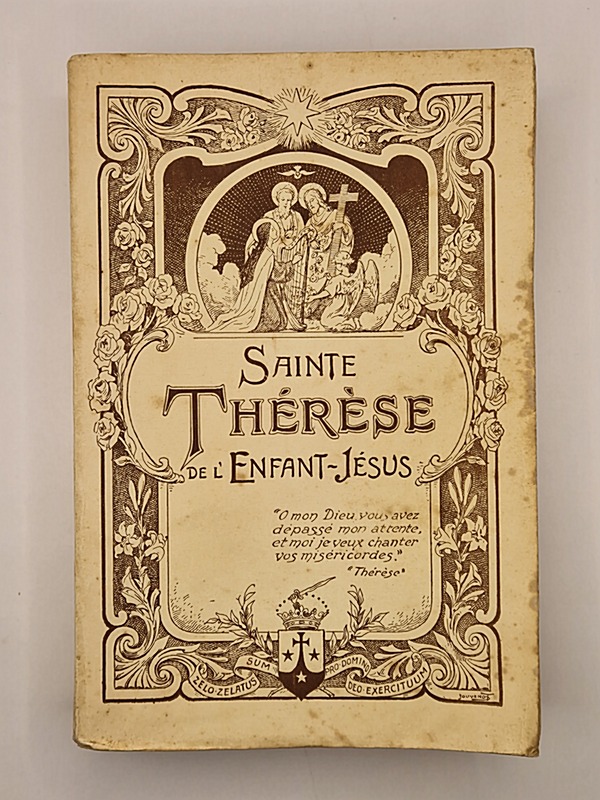 SAINTE
THÉRÈSE
DE L' ENFANT-JÉSUS
"O mon Dieu, vous avez
dépassé mon attente,
et moi je veux chanter
vos miséricordes."
"Thérèse"
ZELO·ZELATUS SUM PRO·DOMINO DEO·EXERCITUUM
JOUVENOT